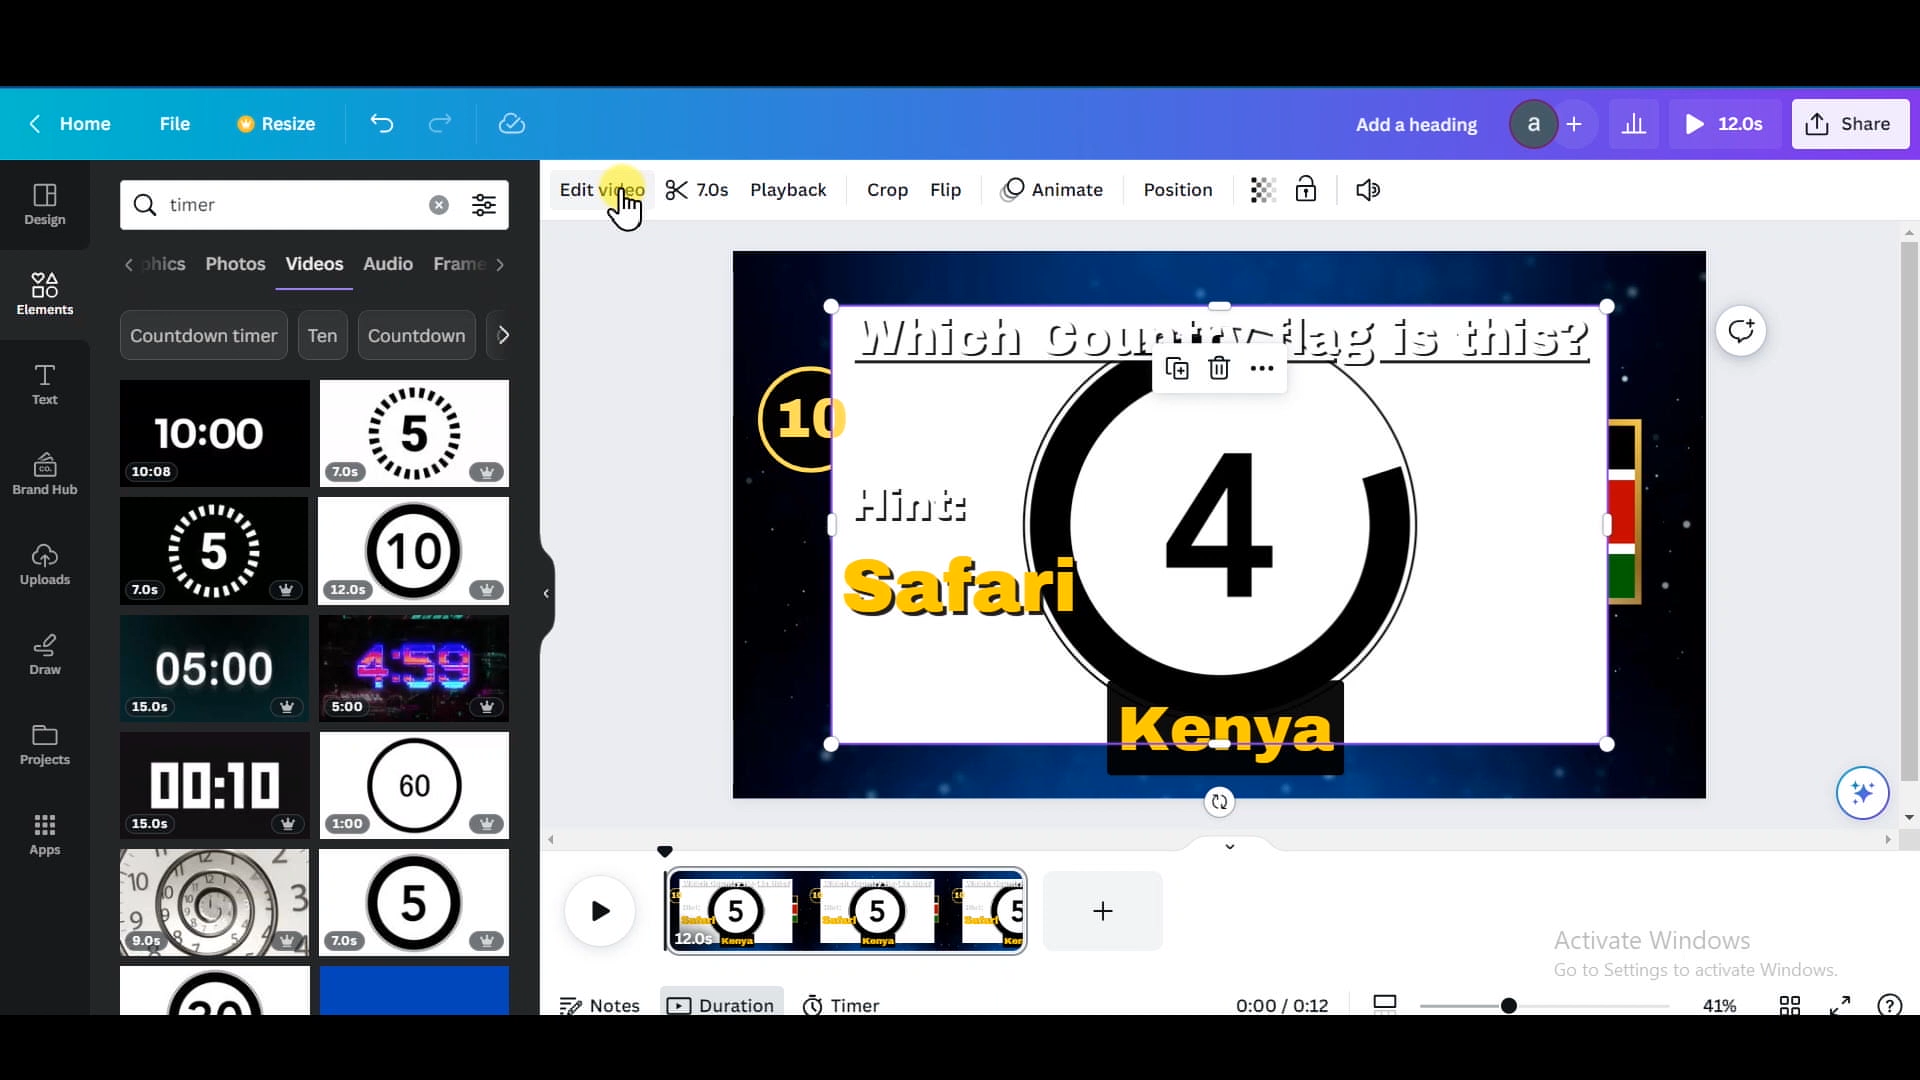 Home File Resize Add a heading a 12.0s Share
Design
Elements
Text
Brand Hub
Uploads
Draw
Projects
Apps
timer
phics Photos Videos Audio Frame
Countdown timer Ten Countdown
10:00
10:08
5
7.0s
5
7.0s
10
12.0s
05:00
15.0s
4:59
5:00
00:10
15.0s
60
1:00
9.0s
5
7.0s
Edit video 7.0s Playback Crop Flip Animate Position
Which Country flag is this?
10
4
Hint:
Safari
Kenya
5 5 5
Safari Safari Safari
12.0s Kenya Kenya Ken
Activate Windows
Go to Settings to activate Windows.
Notes Duration Timer 0:00 / 0:12 41%